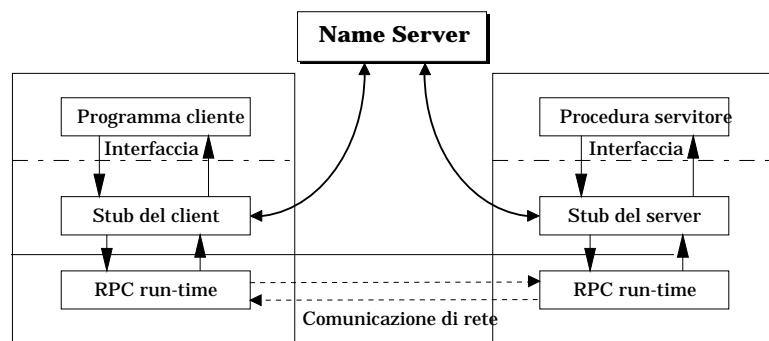 Name Server
Programma cliente
Procedura servitore
Interfaccia
Interfaccia
Stub del client
Stub del server
RPC run-time
RPC run-time
Comunicazione di rete